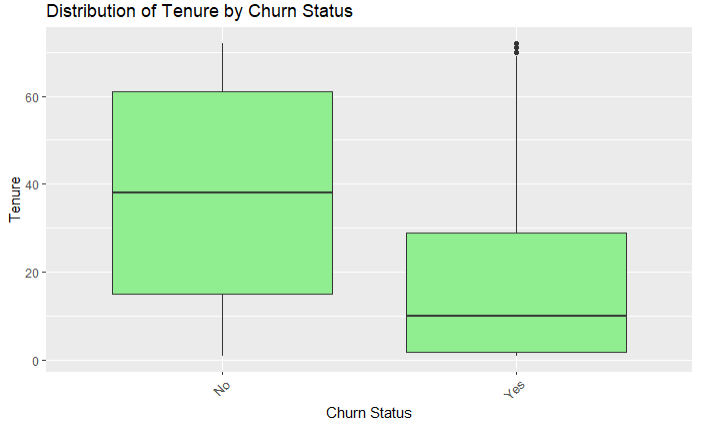 Distribution of Tenure by Churn Status
Tenure
60
40
20
0
No
Yes
Churn Status